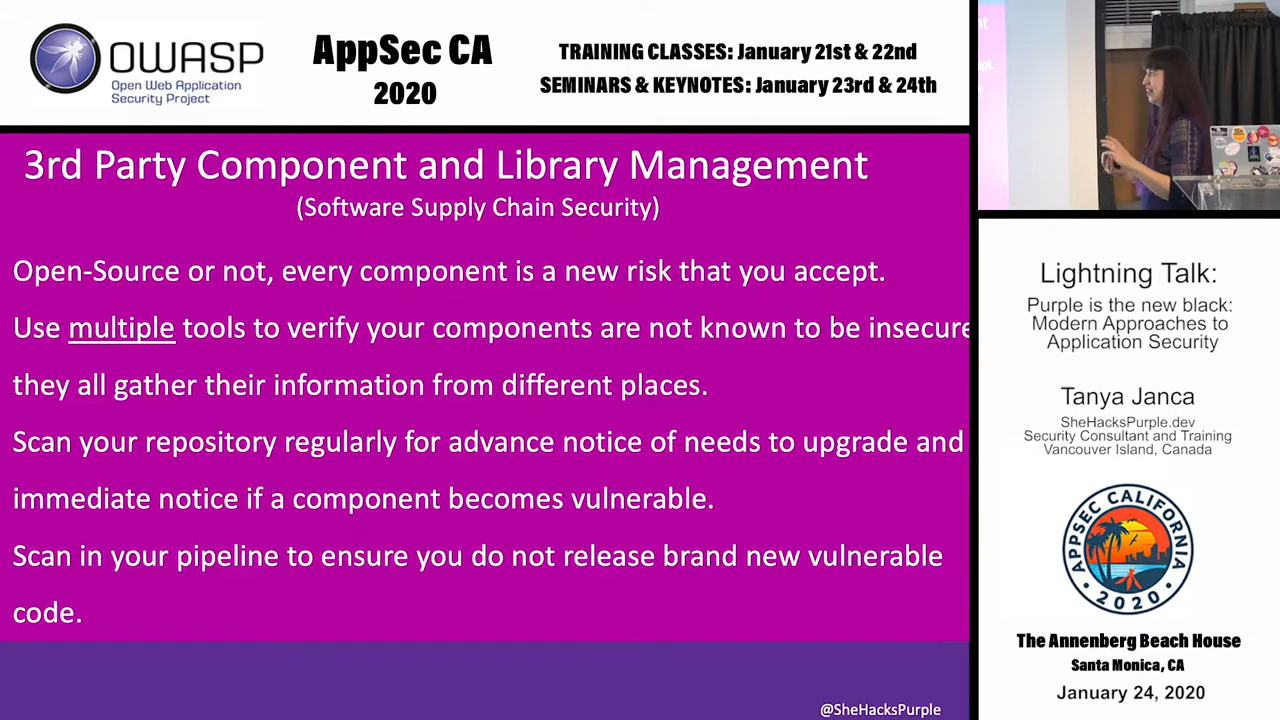 OWASP
Open Web Application
Security Project
AppSec CA
2020
TRAINING CLASSES: January 21st & 22nd
SEMINARS & KEYNOTES: January 23rd & 24th
3rd Party Component and Library Management
(Software Supply Chain Security)
Open-Source or not, every component is a new risk that you accept.
Use multiple tools to verify your components are not known to be insecure
they all gather their information from different places.
Scan your repository regularly for advance notice of needs to upgrade and
immediate notice if a component becomes vulnerable.
Scan in your pipeline to ensure you do not release brand new vulnerable
code.
@SheHacksPurple
Lightning Talk:
Purple is the new black:
Modern Approaches to
Application Security
Tanya Janca
SheHacksPurple.dev
Security Consultant and Training
Vancouver Island, Canada
APPSEC CALIFORNIA
2020
The Annenberg Beach House
Santa Monica, CA
January 24, 2020